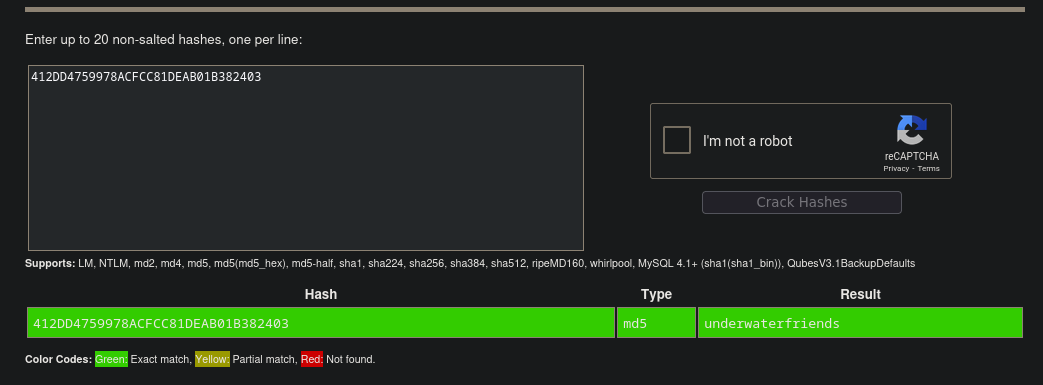 Enter up to 20 non-salted hashes, one per line:
412DD4759978ACFCC81DEAB01B382403
I'm not a robot
reCAPTCHA
Privacy - Terms
Crack Hashes
Supports: LM, NTLM, md2, md4, md5, md5(md5_hex), md5-half, sha1, sha224, sha256, sha384, sha512, ripeMD160, whirlpool, MySQL 4.1+ (sha1(sha1_bin)), QubesV3.1BackupDefaults
Hash Type Result
412DD4759978ACFCC81DEAB01B382403 md5 underwaterfriends
Color Codes: Green: Exact match, Yellow: Partial match, Red: Not found.